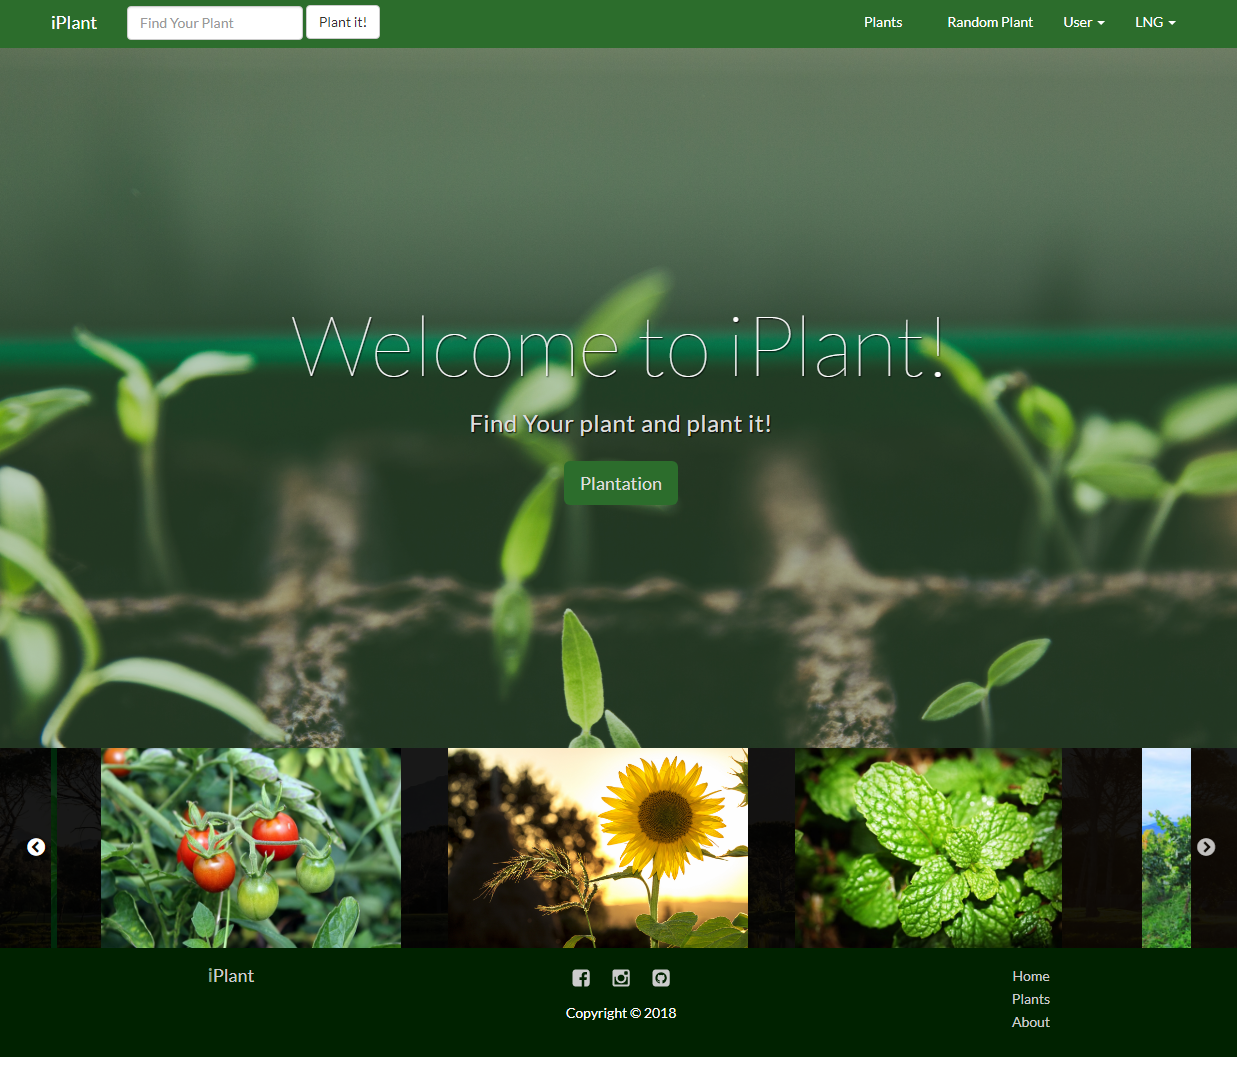 iPlant Find Your Plant Plant it! Plants Random Plant User LNG
Welcome to iPlant!
Find Your plant and plant it!
Plantation
iPlant
Copyright © 2018
Home
Plants
About